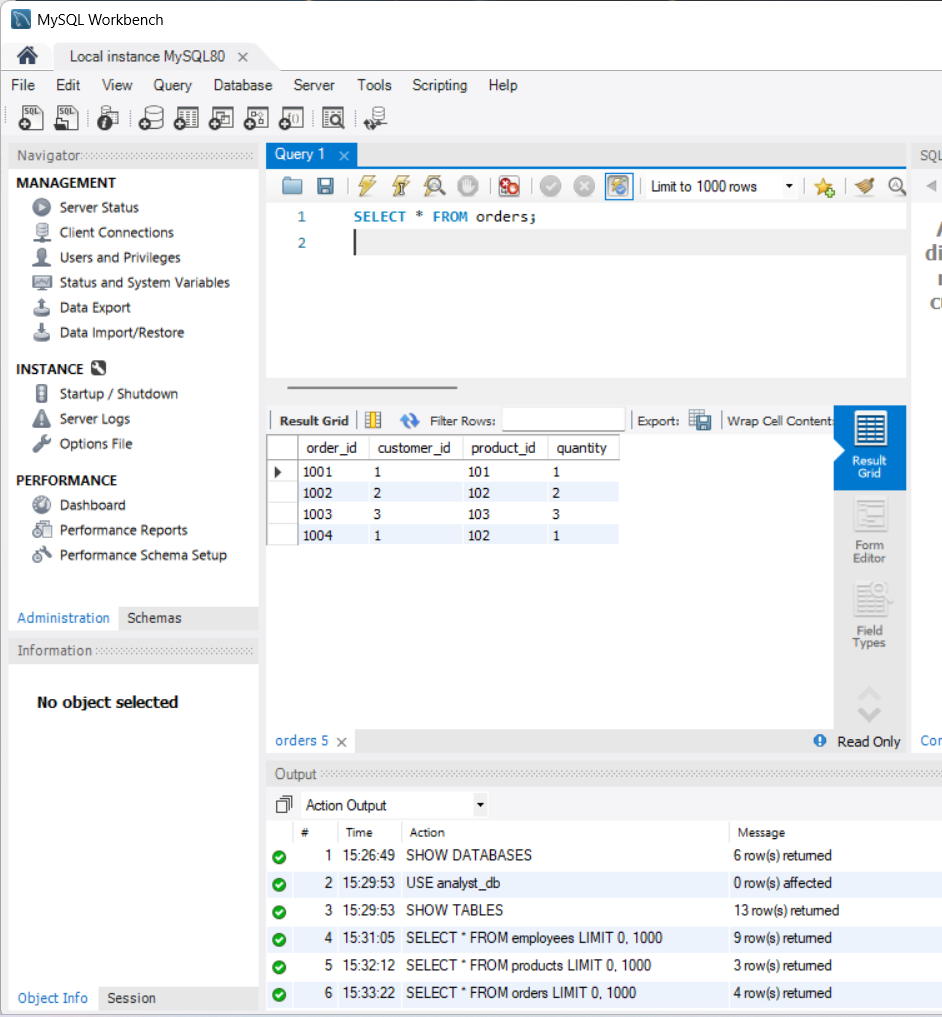 MySQL Workbench
Local instance MySQL80
File Edit View Query Database Server Tools Scripting Help
Navigator
MANAGEMENT
Server Status
Client Connections
Users and Privileges
Status and System Variables
Data Export
Data Import/Restore
INSTANCE
Startup / Shutdown
Server Logs
Options File
PERFORMANCE
Dashboard
Performance Reports
Performance Schema Setup
Administration Schemas
Information
No object selected
Object Info Session
Query 1
Limit to 1000 rows
1 SELECT * FROM orders;
2
Result Grid Filter Rows: Export: Wrap Cell Content:
order_id customer_id product_id quantity
1001 1 101 1
1002 2 102 2
1003 3 103 3
1004 1 102 1
Result
Grid
Form
Editor
Field
Types
orders 5 Read Only
Output
Action Output
# Time Action Message
1 15:26:49 SHOW DATABASES 6 row(s) returned
2 15:29:53 USE analyst_db 0 row(s) affected
3 15:29:53 SHOW TABLES 13 row(s) returned
4 15:31:05 SELECT * FROM employees LIMIT 0, 1000 9 row(s) returned
5 15:32:12 SELECT * FROM products LIMIT 0, 1000 3 row(s) returned
6 15:33:22 SELECT * FROM orders LIMIT 0, 1000 4 row(s) returned